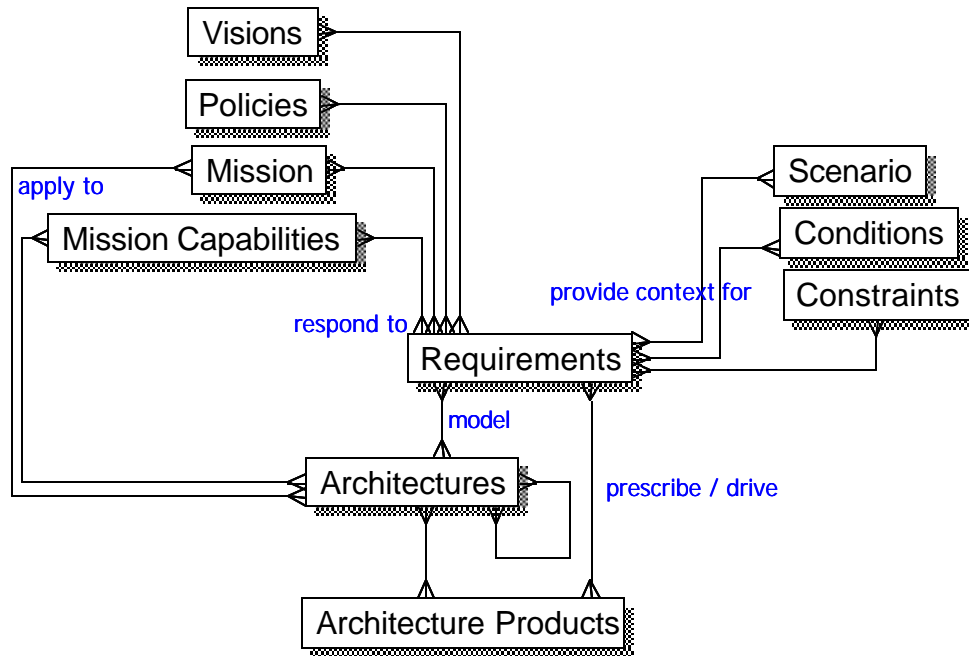 Visions
Policies
Mission
Scenario
apply to
Mission Capabilities
Conditions
Constraints
provide context for
respond to
Requirements
model
Architectures
prescribe / drive
Architecture Products